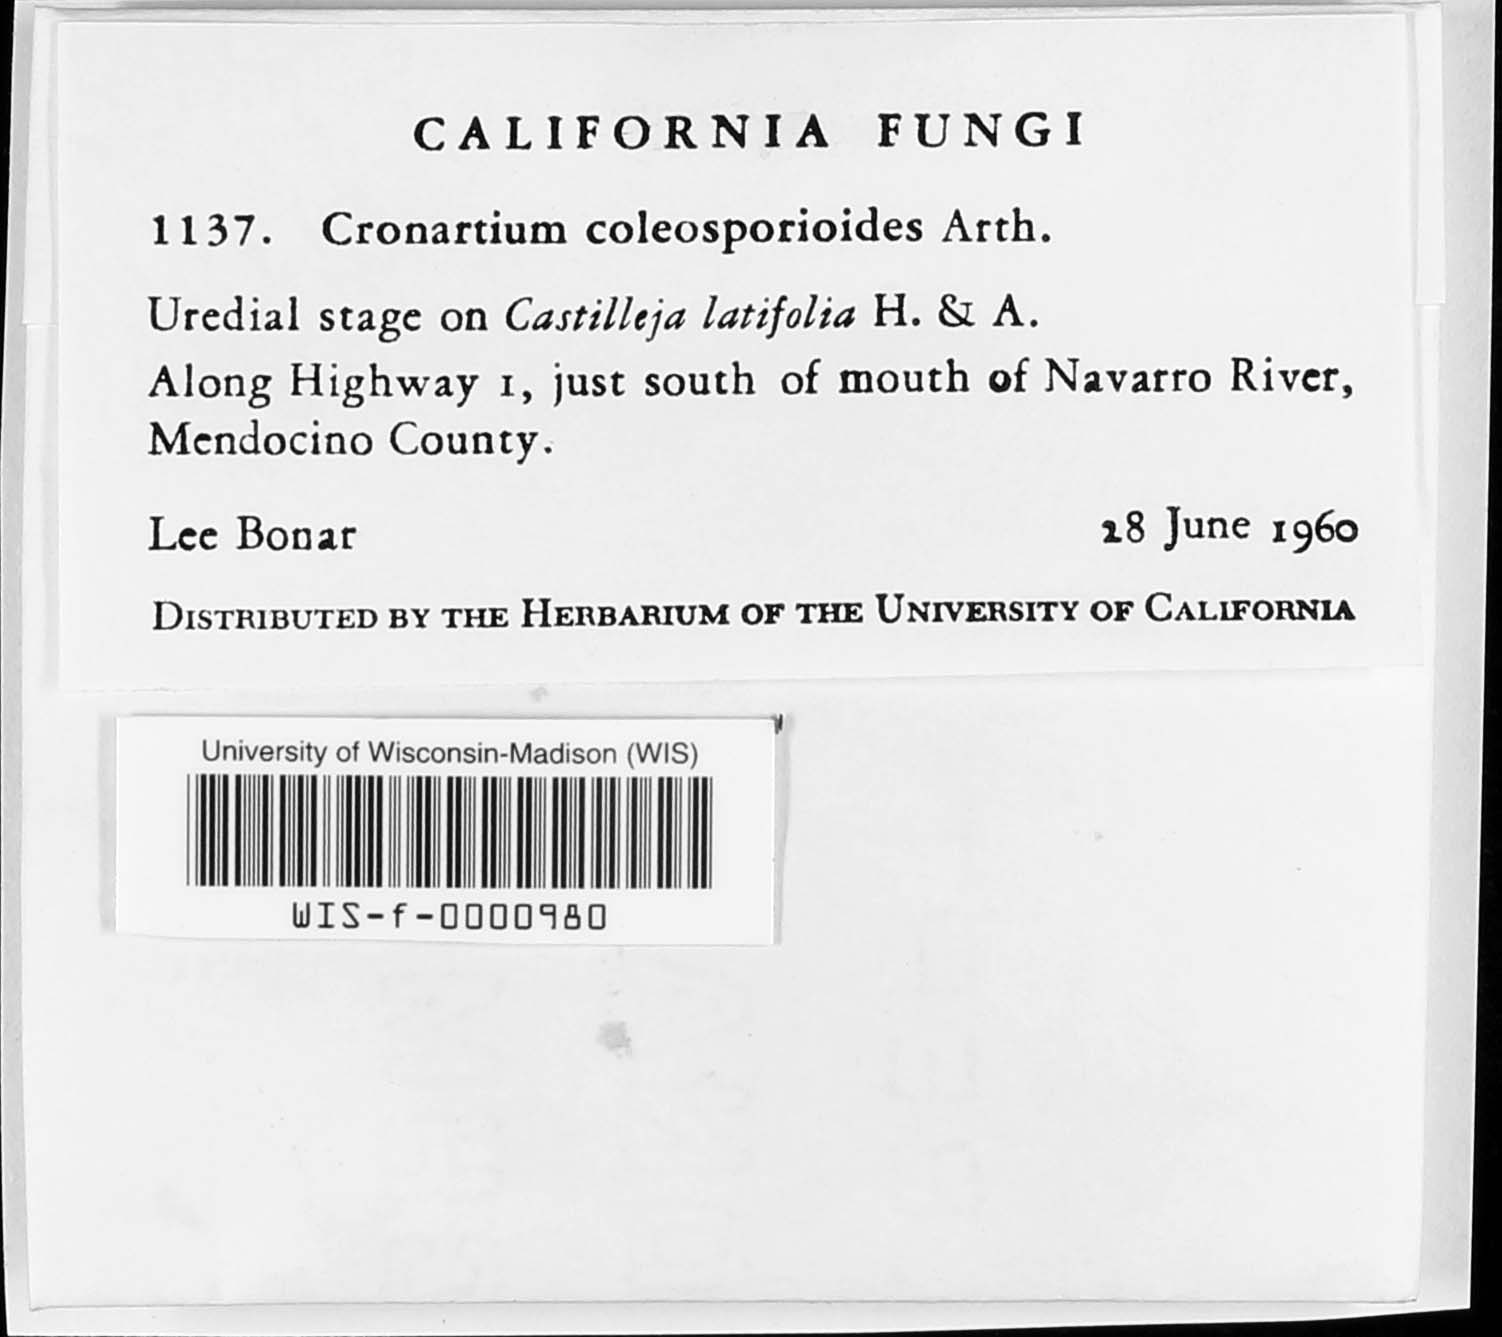 CALIFORNIA FUNGI
1137. Cronartium coleosporioides Arth.
Uredial stage on Castilleja latifolia H. & A.
Along Highway 1, just south of mouth of Navarro River,
Mendocino County.
Lee Bonar 28 June 1960
DISTRIBUTED BY THE HERBARIUM OF THE UNIVERSITY OF CALIFORNIA
University of Wisconsin-Madison (WIS)
WIS-f-0000980